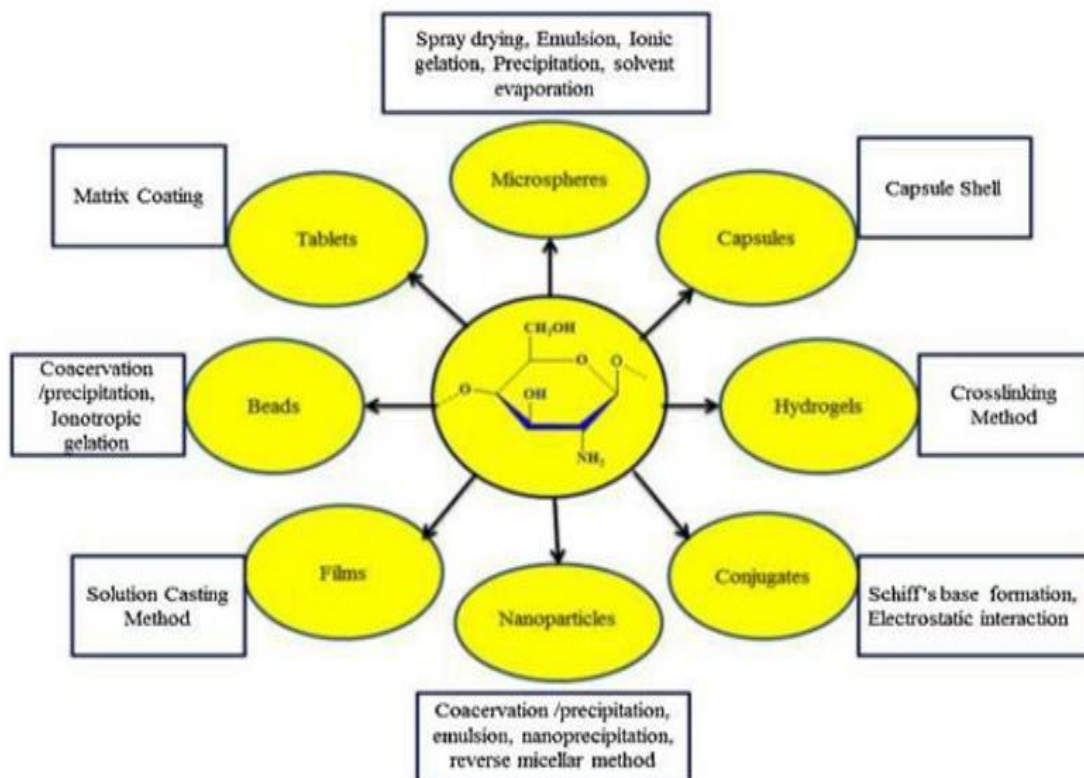 Spray drying, Emulsion, Ionic
gelation, Precipitation, solvent
evaporation
Microspheres
Matrix Coating
Tablets
Capsules
Capsule Shell
CH₂OH
O
O
O
OH
NH₂
Coacervation
/precipitation,
Ionotropic
gelation
Beads
Hydrogels
Crosslinking
Method
Solution Casting
Method
Films
Nanoparticles
Conjugates
Schiff's base formation,
Electrostatic interaction
Coacervation /precipitation,
emulsion, nanoprecipitation,
reverse micellar method